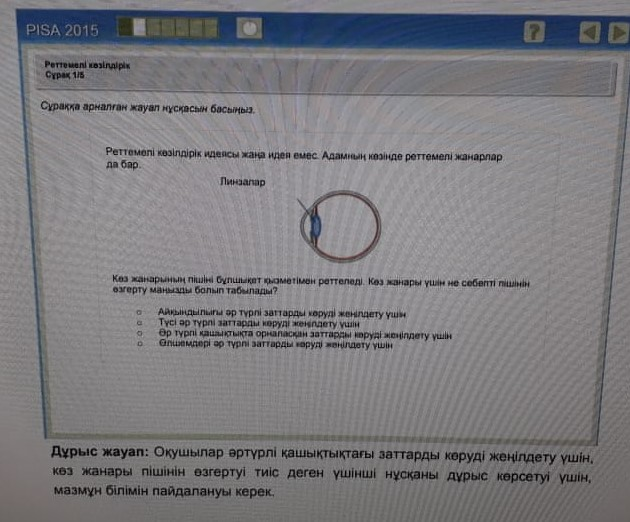 PISA 2015
?
Реттемелі көзілдірік
Сұрақ 1/5
Сұраққа арналған жауап нұсқасын басыңыз.
Реттемелі көзілдірік идеясы жаңа идея емес. Адамның көзінде реттемелі жанарлар
да бар.
Линзалар
Көз жанарының пішіні бұлшықет қызметімен реттеледі. Көз жанары үшін не себепті пішінін
өзгерту маңызды болып табылады?
Айқындылығы әр түрлі заттарды көруді жеңілдету үшін
Түсі әр түрлі заттарды көруді жеңілдету үшін
Әр түрлі қашықтықта орналасқан заттарды көруді жеңілдету үшін
Өлшемдері әр түрлі заттарды көруді жеңілдету үшін
Дұрыс жауап: Оқушылар әртүрлі қашықтықтағы заттарды көруді жеңілдету үшін,
көз жанары пішінін өзгертуі тиіс деген үшінші нұсқаны дұрыс көрсетуі үшін,
мазмұн білімін пайдалануы керек.